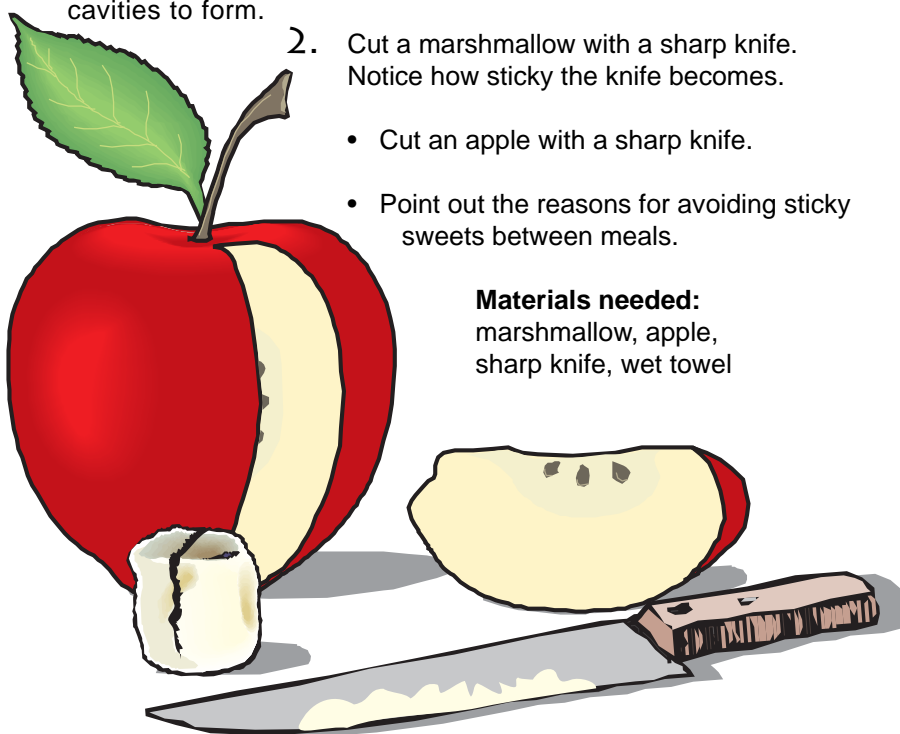 cavities to form.
2. Cut a marshmallow with a sharp knife.
Notice how sticky the knife becomes.
• Cut an apple with a sharp knife.
• Point out the reasons for avoiding sticky
sweets between meals.
Materials needed:
marshmallow, apple,
sharp knife, wet towel